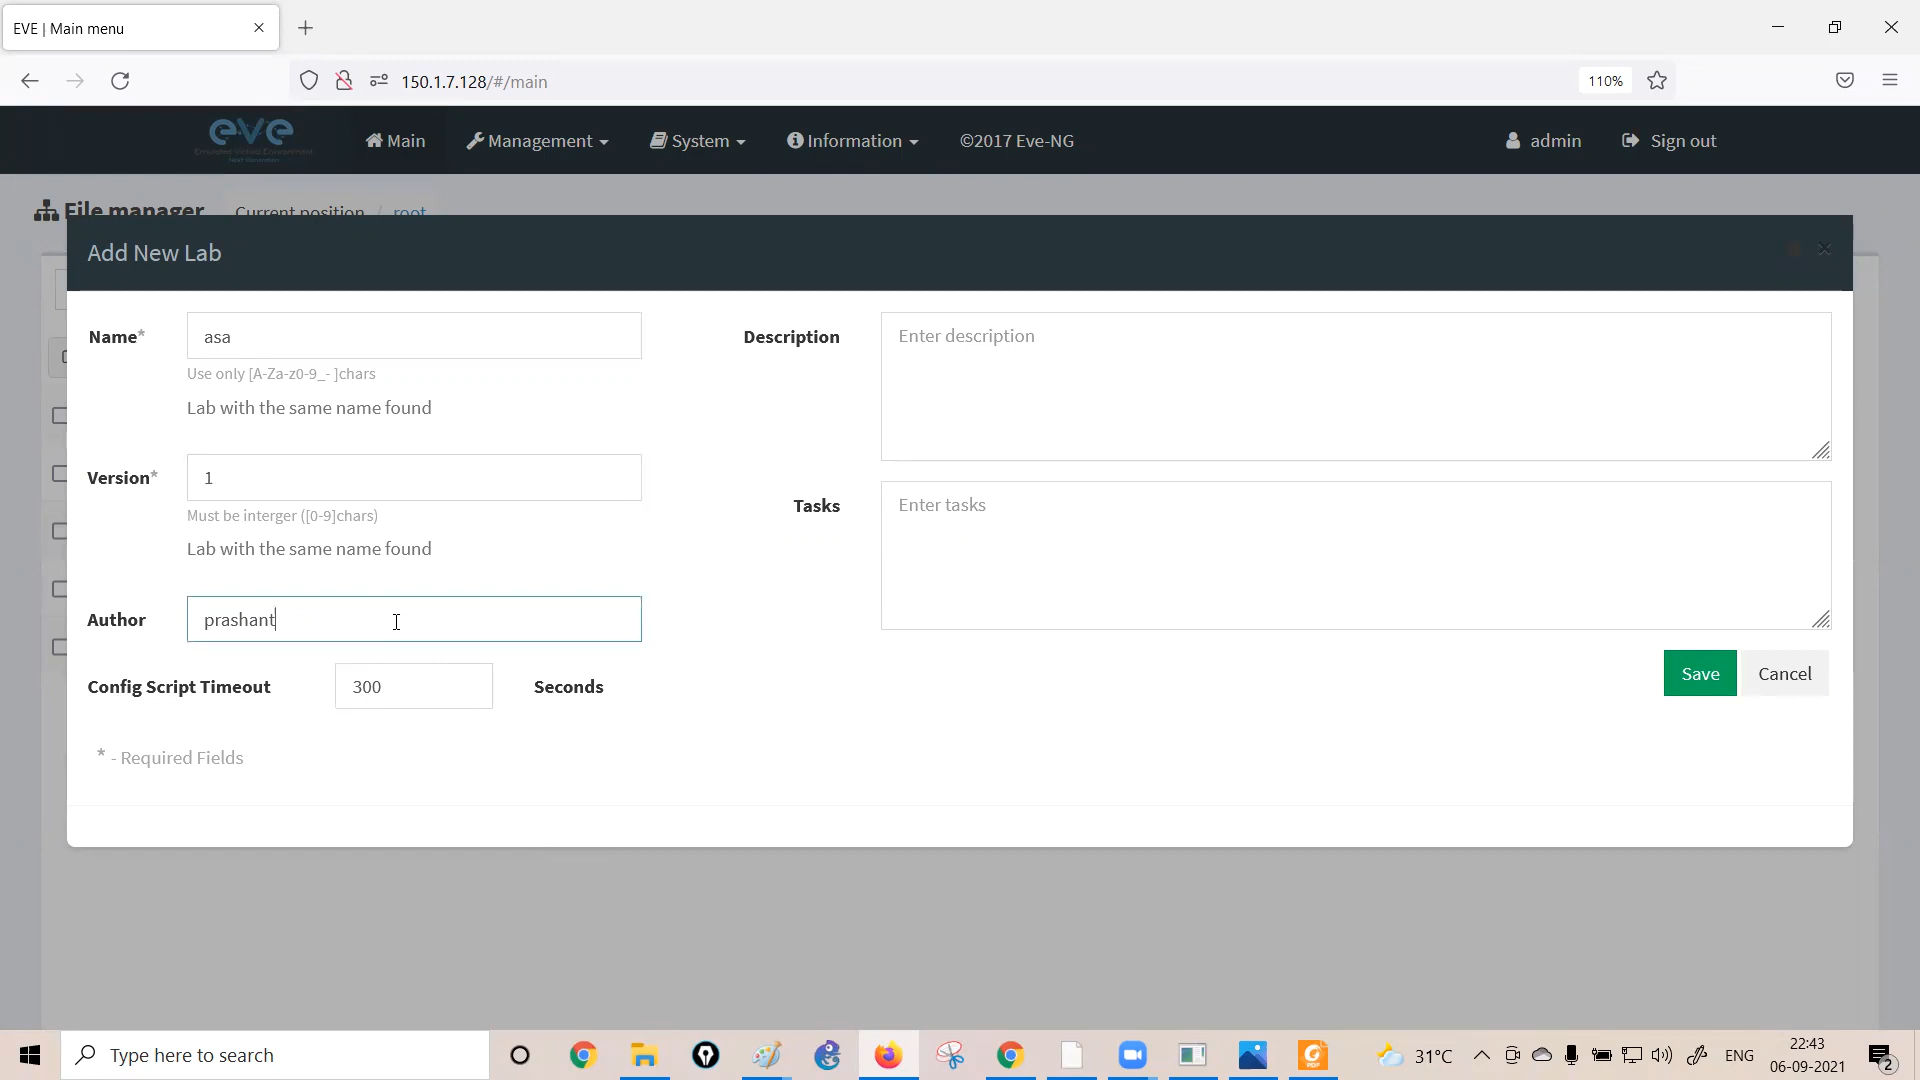 EVE | Main menu
150.1.7.128/#/main
110%
eve
Main
Management
System
Information
©2017 Eve-NG
admin
Sign out
File manager
Current position / root
Add New Lab
Name*
asa
Use only [A-Za-z0-9_- ]chars
Lab with the same name found
Version*
1
Must be interger ([0-9]chars)
Lab with the same name found
Author
prashant
Config Script Timeout
300
Seconds
* - Required Fields
Description
Enter description
Tasks
Enter tasks
Save
Cancel
Type here to search
31°C
ENG
22:43
06-09-2021
2